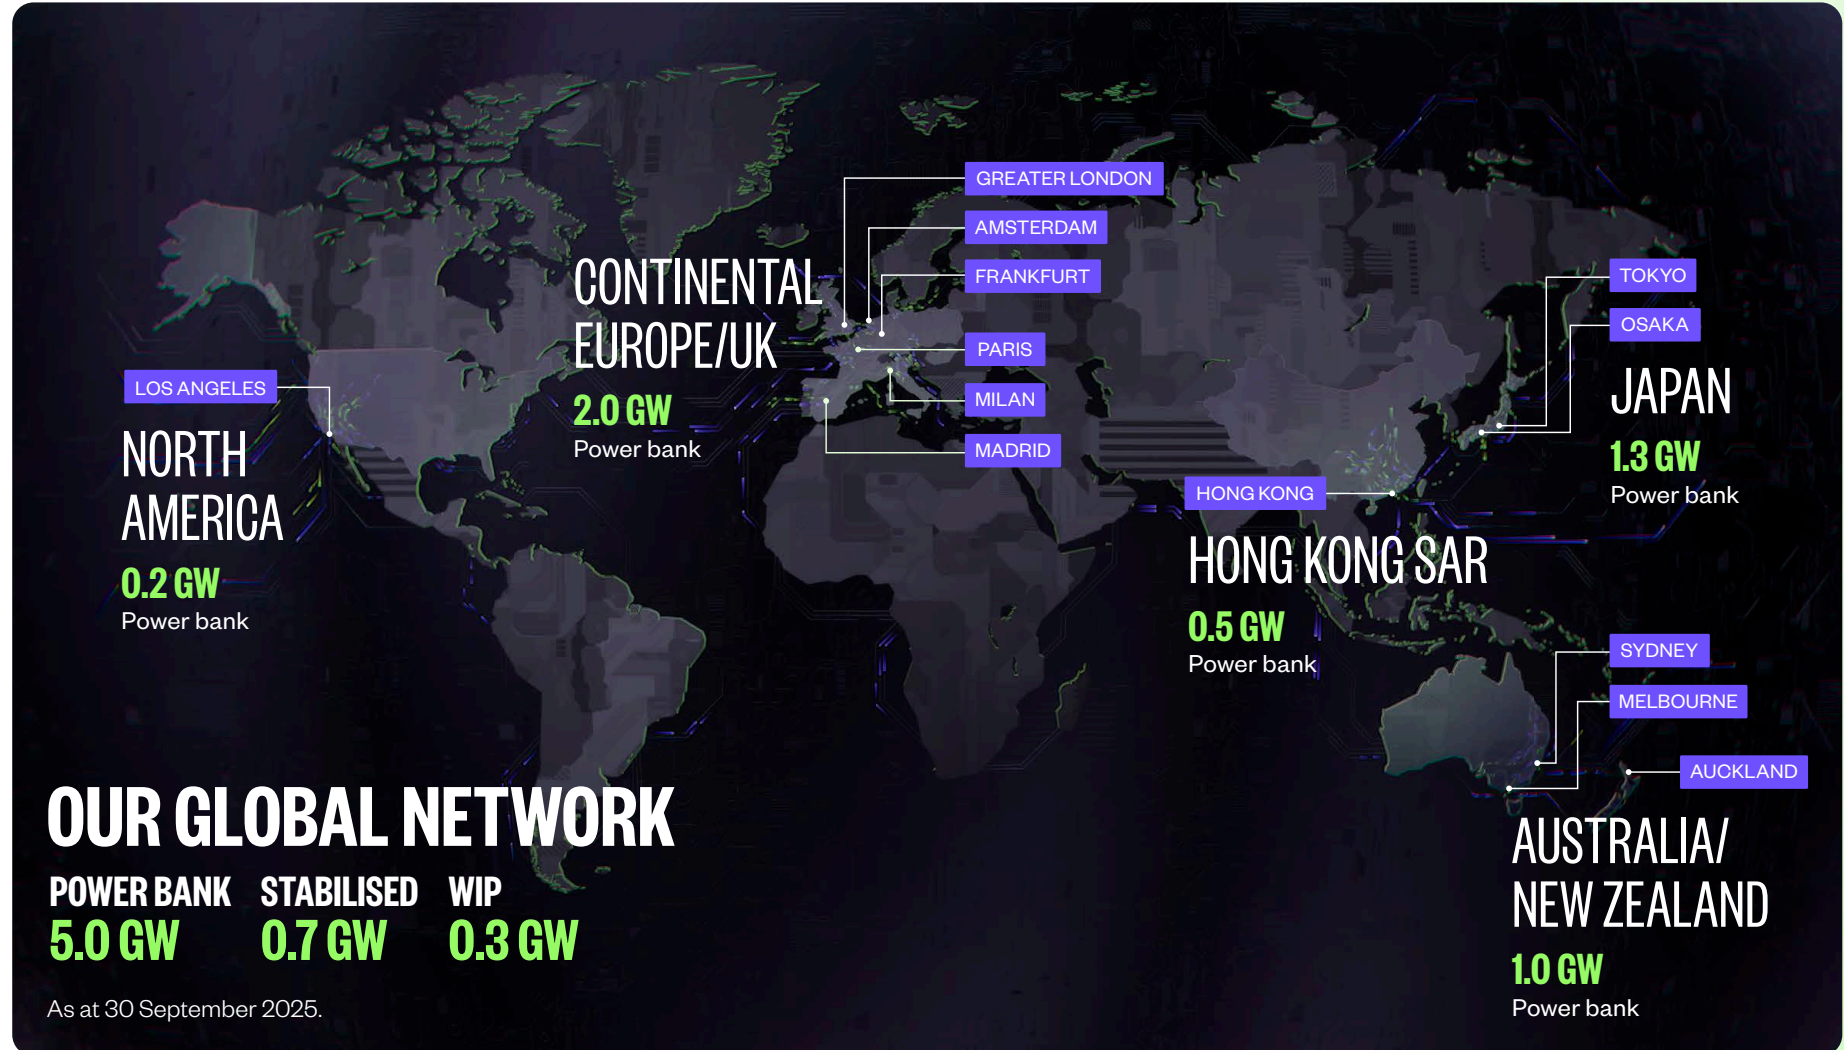 GREATER LONDON
AMSTERDAM
FRANKFURT
PARIS
MILAN
MADRID
CONTINENTAL
EUROPE/UK
2.0 GW
Power bank
LOS ANGELES
NORTH
AMERICA
0.2 GW
Power bank
TOKYO
OSAKA
JAPAN
1.3 GW
Power bank
HONG KONG
HONG KONG SAR
0.5 GW
Power bank
SYDNEY
MELBOURNE
AUCKLAND
AUSTRALIA/
NEW ZEALAND
1.0 GW
Power bank
OUR GLOBAL NETWORK
POWER BANK STABILISED WIP
5.0 GW 0.7 GW 0.3 GW
As at 30 September 2025.